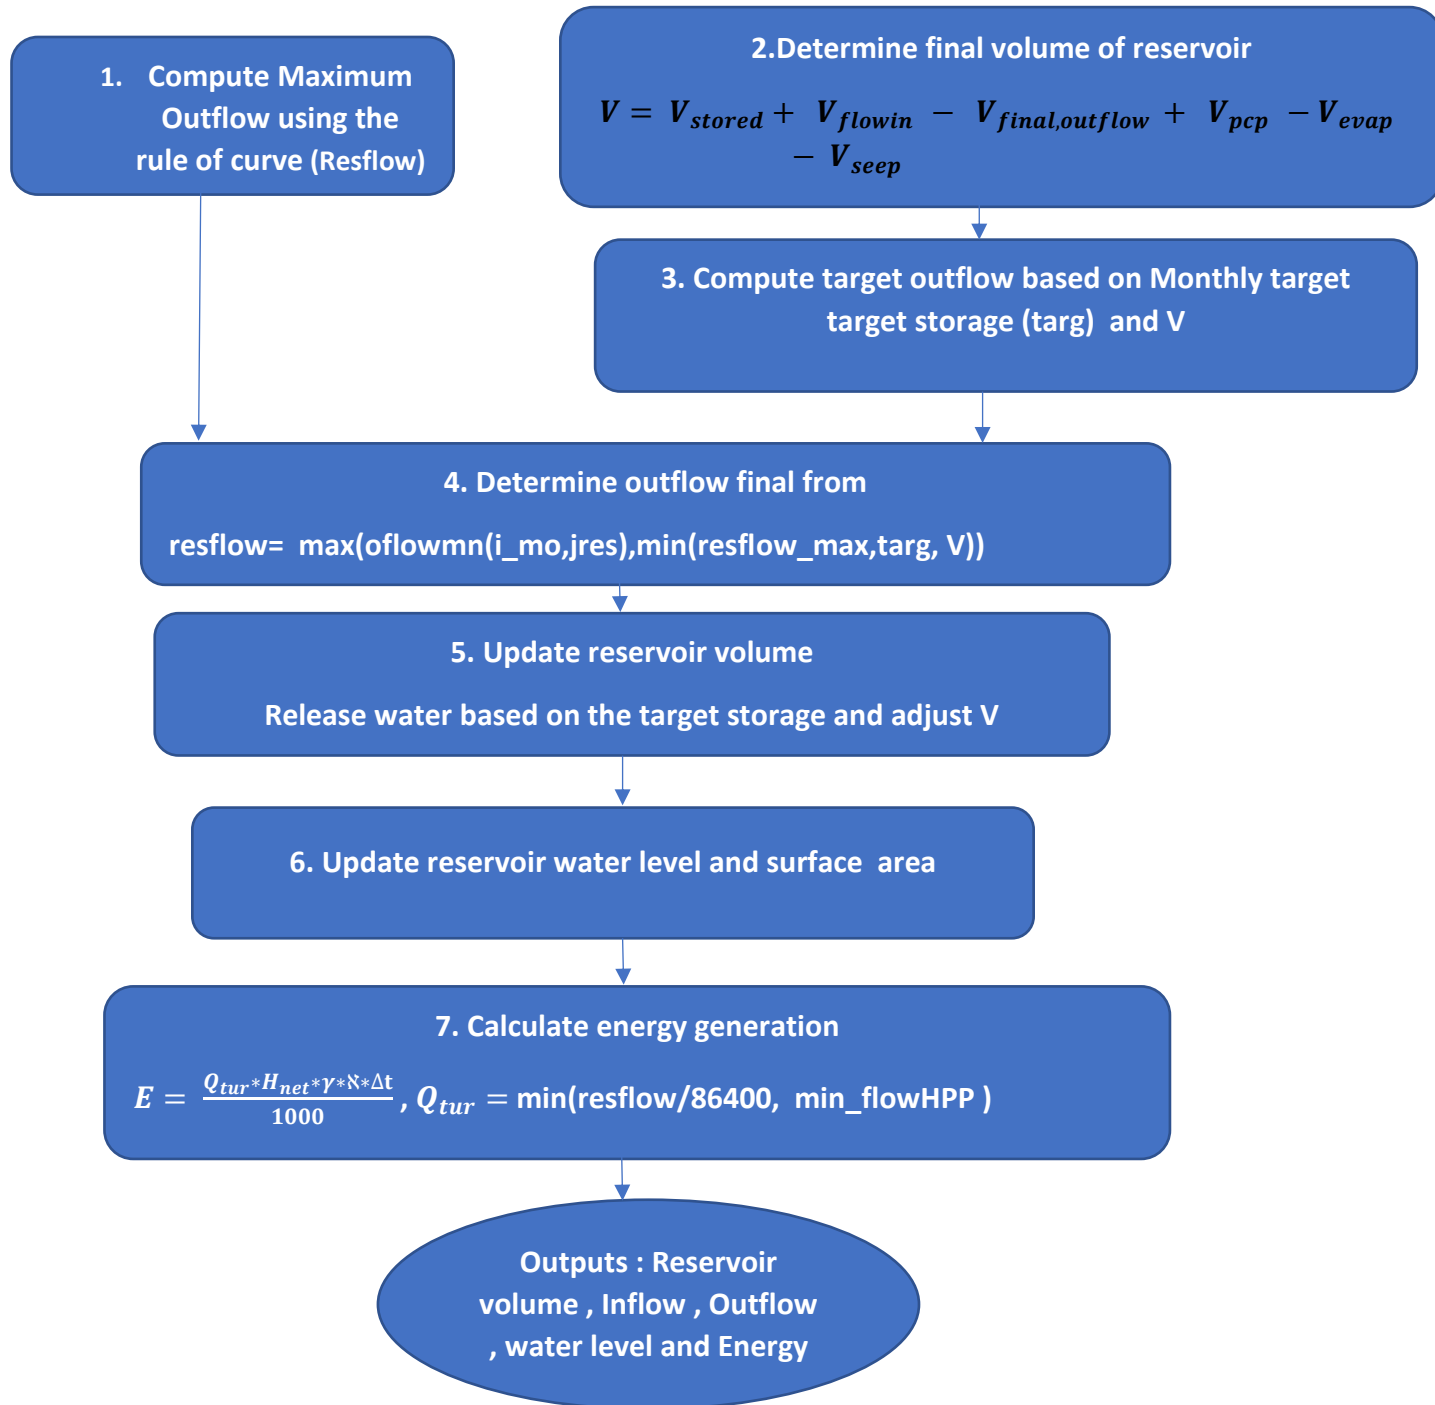 1. Compute Maximum
Outflow using the
rule of curve (Resflow)
2.Determine final volume of reservoir
V = V_stored + V_flowin − V_final,outflow + V_pcp − V_evap
− V_seep
3. Compute target outflow based on Monthly target
target storage (targ) and V
4. Determine outflow final from
resflow= max(oflowmn(i_mo,jres),min(resflow_max,targ, V))
5. Update reservoir volume
Release water based on the target storage and adjust V
6. Update reservoir water level and surface area
7. Calculate energy generation
E = Q_tur*H_net*γ*ℵ*Δt / 1000 , Q_tur = min(resflow/86400, min_flowHPP )
Outputs : Reservoir
volume , Inflow , Outflow
, water level and Energy